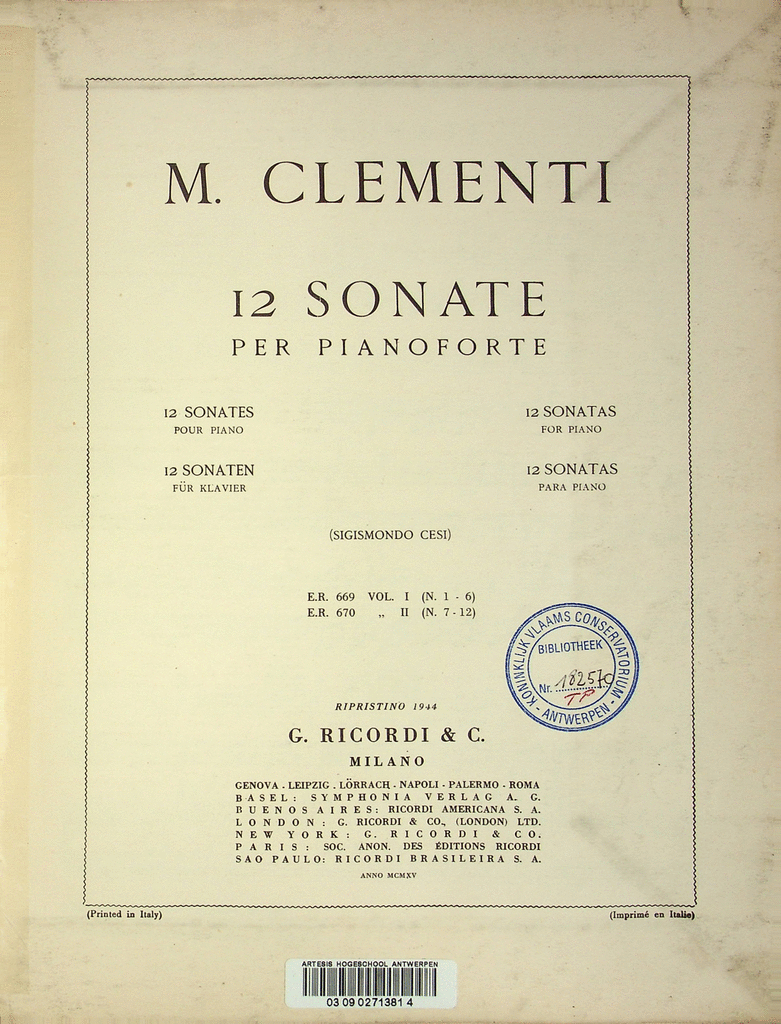 M. CLEMENTI
12 SONATE
PER PIANOFORTE
12 SONATES
POUR PIANO
12 SONATAS
FOR PIANO
12 SONATEN
FÜR KLAVIER
12 SONATAS
PARA PIANO
(SIGISMONDO CESI)
E.R. 669 VOL. I (N. 1 - 6)
E.R. 670 „ II (N. 7 - 12)
KONINKLIJK VLAAMS CONSERVATORIUM
- ANTWERPEN -
BIBLIOTHEEK
Nr. 182570
TP
RIPRISTINO 1944
G. RICORDI & C.
MILANO
GENOVA - LEIPZIG - LÖRRACH - NAPOLI - PALERMO - ROMA
BASEL: SYMPHONIA VERLAG A. G.
BUENOS AIRES: RICORDI AMERICANA S. A.
LONDON: G. RICORDI & CO., (LONDON) LTD.
NEW YORK: G. RICORDI & CO.
PARIS: SOC. ANON. DES ÉDITIONS RICORDI
SAO PAULO: RICORDI BRASILEIRA S. A.
ANNO MCMXV
(Printed in Italy)
(Imprimé en Italie)
ARTESIS HOGESCHOOL ANTWERPEN
03 09 0271381 4